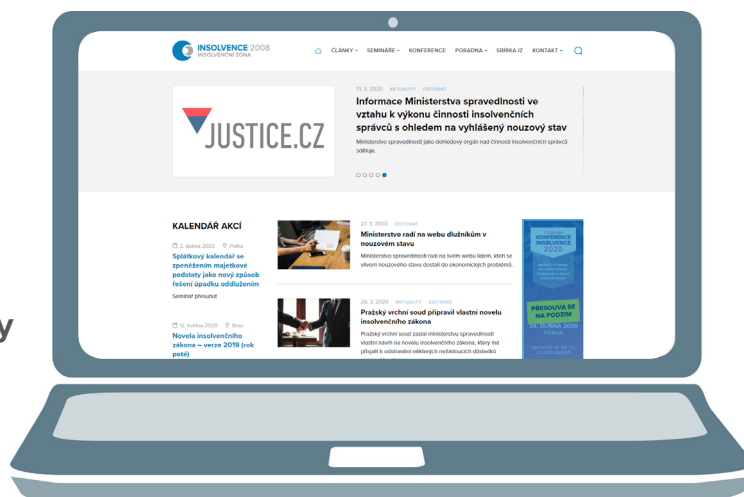 INSOLVENCE 2008
INSOLVENČNÍ ZÓNA
ČLÁNKY
SEMINÁŘE
KONFERENCE
PORADNA
SBÍRKA IZ
KONTAKT
JUSTICE.CZ
13. 3. 2020 AKTUALITY EDITOVAT
Informace Ministerstva spravedlnosti ve
vztahu k výkonu činnosti insolvenčních
správců s ohledem na vyhlášený nouzový stav
Ministerstvo spravedlnosti jako dohledový orgán nad činností insolvenčních správců
sděluje.
KALENDÁŘ AKCÍ
2. dubna 2020 Praha
Splátkový kalendář se
zpeněžením majetkové
podstaty jako nový způsob
řešení úpadku oddlužením
Seminář přesunut
12. května 2020 Brno
Novela insolvenčního
zákona – verze 2019 (rok
poté)
27. 3. 2020 EDITOVAT
Ministerstvo radí na webu dlužníkům v
nouzovém stavu
Ministerstvo spravedlnosti radí na svém webu lidem, kteří se
vlivem nouzového stavu dostali do ekonomických problémů.
26. 3. 2020 AKTUALITY EDITOVAT
Pražský vrchní soud připravil vlastní novelu
insolvenčního zákona
Pražský vrchní soud zaslal ministerstvu spravedlnosti
vlastní návrh na novelu insolvenčního zákona, který má
přispět k odstranění některých nežádoucích důsledků
KONFERENCE
INSOLVENCE
2020
PŘESOUVÁ SE
NA PODZIM
24. DUBNA 2020
PRAHA
y